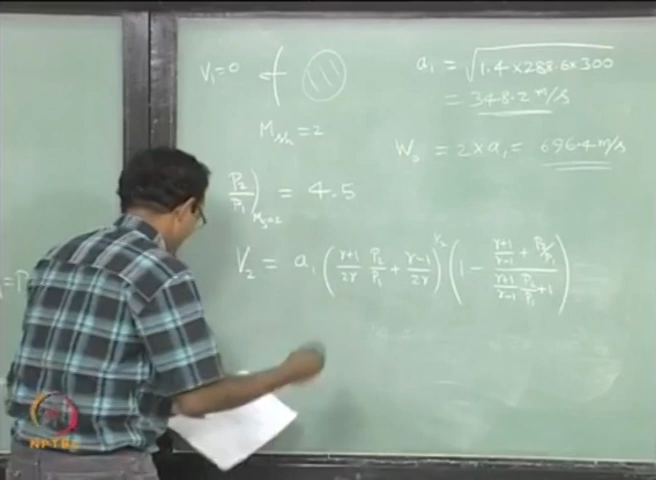 V₁=0
M_sh = 2
a₁ = √(1.4×288.6×300)
= 348.2 m/s
W_s = 2×a₁ = 696.4 m/s
P₂/P₁)_{M_s=2} = 4.5
V₂ = a₁ ( (γ+1)/(2γ) P₂/P₁ + (γ-1)/(2γ) )^{1/2} ( 1 - ( (γ+1)/(γ-1) + P₂/P₁ ) / ( (γ+1)/(γ-1) P₂/P₁ + 1 ) )
=P
NPTEL